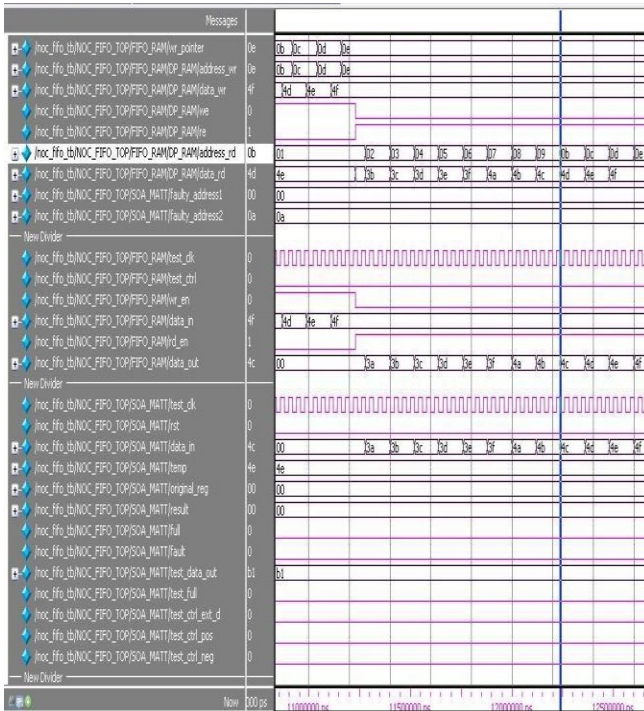 Messages
/noc_fifo_tb/NOC_FIFO_TOP/FIFO_RAM/wr_pointer 0e 0b 0c 0d 0e
/noc_fifo_tb/NOC_FIFO_TOP/FIFO_RAM/DP_RAM/address_wr 0e 0b 0c 0d 0e
/noc_fifo_tb/NOC_FIFO_TOP/FIFO_RAM/DP_RAM/data_wr 4f 4d 4e 4f
/noc_fifo_tb/NOC_FIFO_TOP/FIFO_RAM/DP_RAM/we 0
/noc_fifo_tb/NOC_FIFO_TOP/FIFO_RAM/DP_RAM/re 1
/noc_fifo_tb/NOC_FIFO_TOP/FIFO_RAM/DP_RAM/address_rd 0b 01 02 03 04 05 06 07 08 09 0b 0c 0d 0e
/noc_fifo_tb/NOC_FIFO_TOP/FIFO_RAM/DP_RAM/data_rd 4d 4e 3b 3c 3d 3e 3f 4a 4b 4c 4d 4e 4f
/noc_fifo_tb/NOC_FIFO_TOP/SOA_MATT/faulty_address1 00 00
/noc_fifo_tb/NOC_FIFO_TOP/SOA_MATT/faulty_address2 0a 0a
New Divider
/noc_fifo_tb/NOC_FIFO_TOP/FIFO_RAM/test_clk 0
/noc_fifo_tb/NOC_FIFO_TOP/FIFO_RAM/test_ctrl 0
/noc_fifo_tb/NOC_FIFO_TOP/FIFO_RAM/wr_en 0
/noc_fifo_tb/NOC_FIFO_TOP/FIFO_RAM/data_in 4f 4d 4e 4f
/noc_fifo_tb/NOC_FIFO_TOP/FIFO_RAM/rd_en 1
/noc_fifo_tb/NOC_FIFO_TOP/FIFO_RAM/data_out 4c 00 3a 3b 3c 3d 3e 3f 4a 4b 4c 4d 4e 4f
New Divider
/noc_fifo_tb/NOC_FIFO_TOP/SOA_MATT/test_clk 0
/noc_fifo_tb/NOC_FIFO_TOP/SOA_MATT/rst 0
/noc_fifo_tb/NOC_FIFO_TOP/SOA_MATT/data_in 4c 00 3a 3b 3c 3d 3e 3f 4a 4b 4c 4d 4e 4f
/noc_fifo_tb/NOC_FIFO_TOP/SOA_MATT/temp 4e 4e
/noc_fifo_tb/NOC_FIFO_TOP/SOA_MATT/original_reg 00 00
/noc_fifo_tb/NOC_FIFO_TOP/SOA_MATT/result 00 00
/noc_fifo_tb/NOC_FIFO_TOP/SOA_MATT/full 0
/noc_fifo_tb/NOC_FIFO_TOP/SOA_MATT/fault 0
/noc_fifo_tb/NOC_FIFO_TOP/SOA_MATT/test_data_out b1 b1
/noc_fifo_tb/NOC_FIFO_TOP/SOA_MATT/test_full 0
/noc_fifo_tb/NOC_FIFO_TOP/SOA_MATT/test_ctrl_ext_d 0
/noc_fifo_tb/NOC_FIFO_TOP/SOA_MATT/test_ctrl_pos 0
/noc_fifo_tb/NOC_FIFO_TOP/SOA_MATT/test_ctrl_neg 0
New Divider
Now 000 ps 11000000 ps 11500000 ps 12000000 ps 12500000 ps